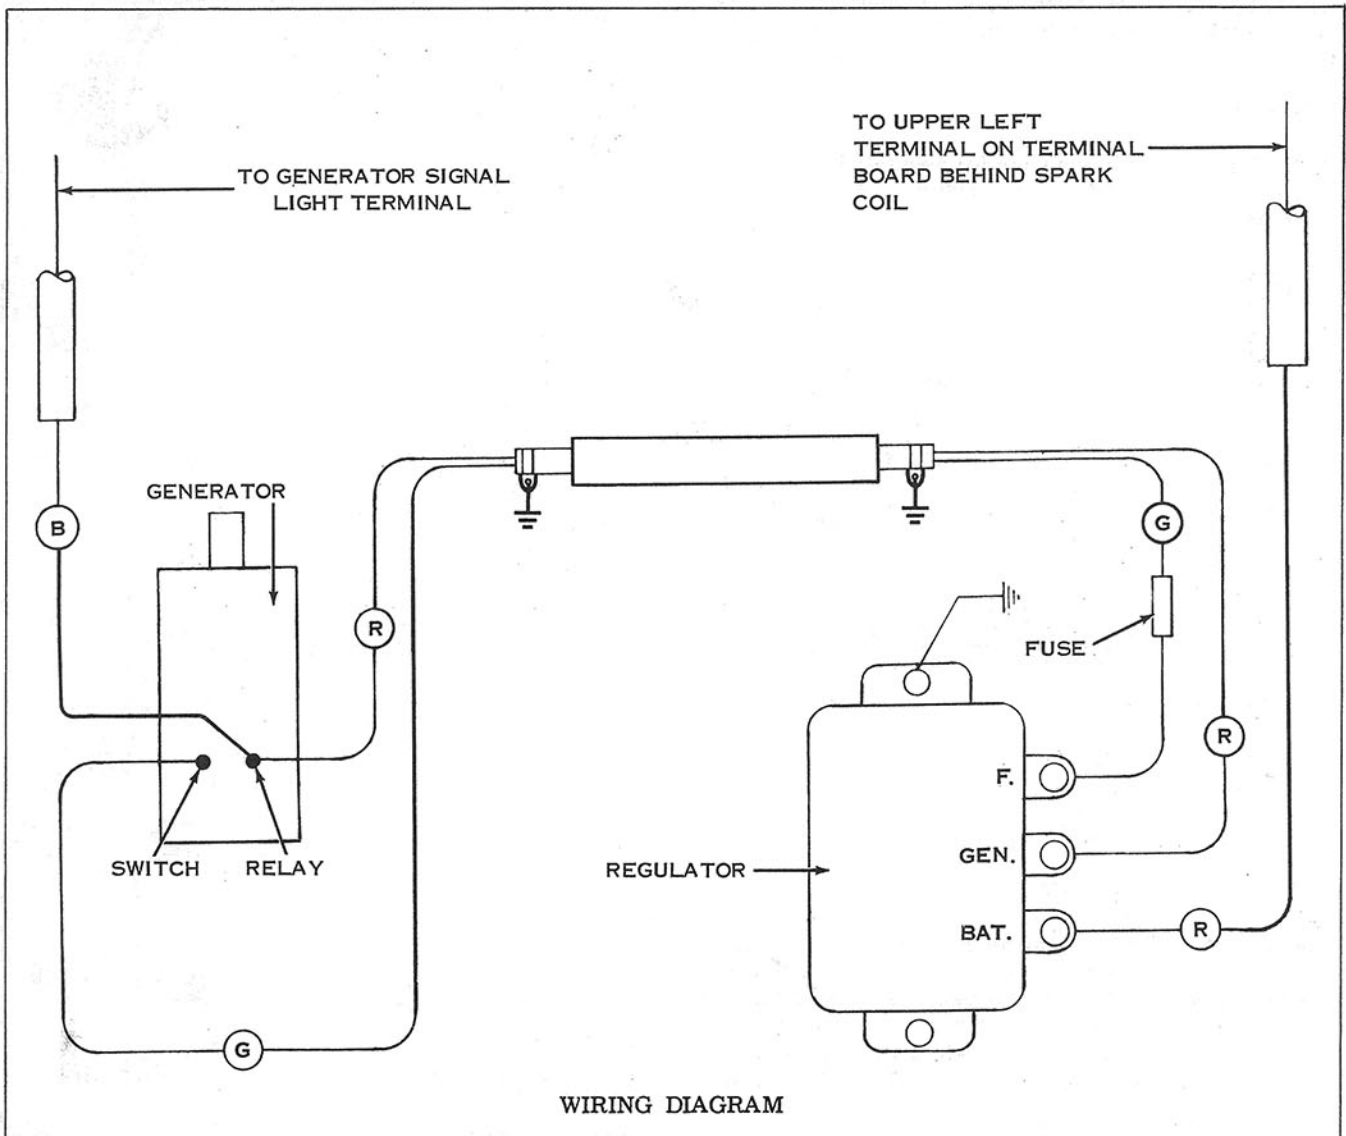 TO GENERATOR SIGNAL
LIGHT TERMINAL
TO UPPER LEFT
TERMINAL ON TERMINAL
BOARD BEHIND SPARK
COIL
GENERATOR
B
R
G
FUSE
R
F.
GEN.
BAT.
R
REGULATOR
SWITCH
RELAY
G
WIRING DIAGRAM